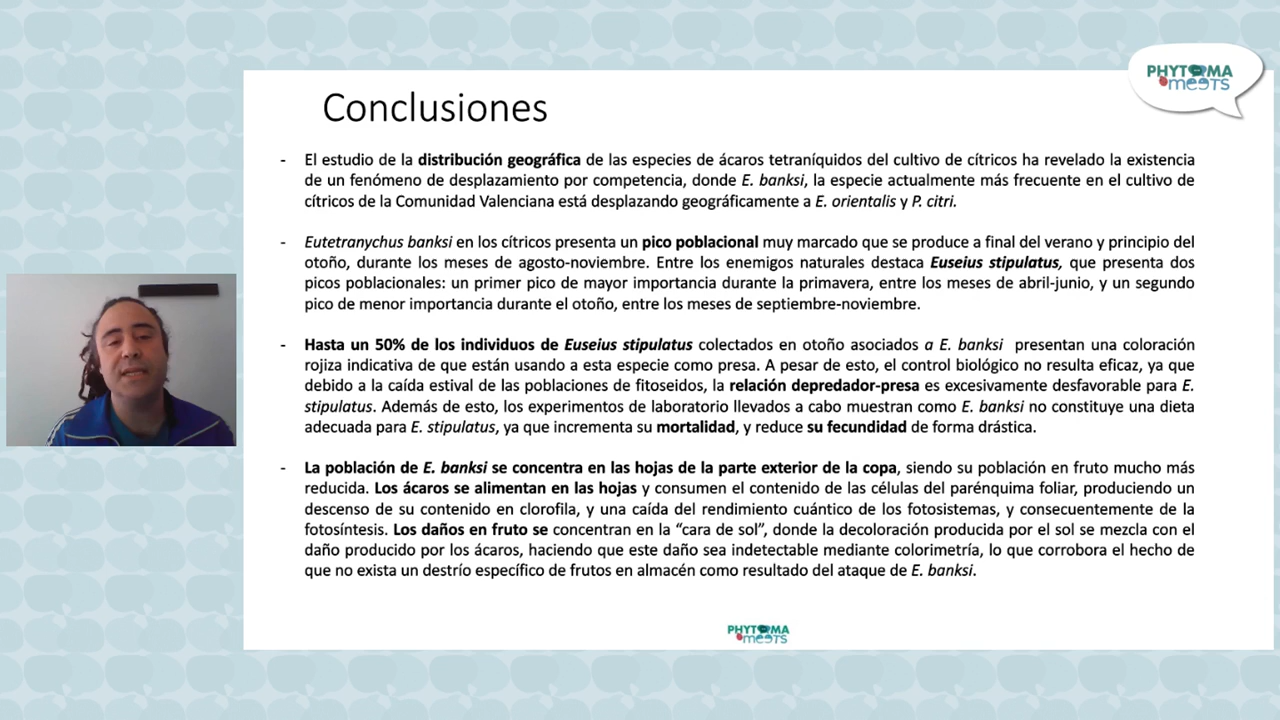 PHYTOMA
meeTS
Conclusiones
- El estudio de la distribución geográfica de las especies de ácaros tetraníquidos del cultivo de cítricos ha revelado la existencia
de un fenómeno de desplazamiento por competencia, donde E. banksi, la especie actualmente más frecuente en el cultivo de
cítricos de la Comunidad Valenciana está desplazando geográficamente a E. orientalis y P. citri.
- Eutetranychus banksi en los cítricos presenta un pico poblacional muy marcado que se produce a final del verano y principio del
otoño, durante los meses de agosto-noviembre. Entre los enemigos naturales destaca Euseius stipulatus, que presenta dos
picos poblacionales: un primer pico de mayor importancia durante la primavera, entre los meses de abril-junio, y un segundo
pico de menor importancia durante el otoño, entre los meses de septiembre-noviembre.
- Hasta un 50% de los individuos de Euseius stipulatus colectados en otoño asociados a E. banksi presentan una coloración
rojiza indicativa de que están usando a esta especie como presa. A pesar de esto, el control biológico no resulta eficaz, ya que
debido a la caída estival de las poblaciones de fitoseidos, la relación depredador-presa es excesivamente desfavorable para E.
stipulatus. Además de esto, los experimentos de laboratorio llevados a cabo muestran como E. banksi no constituye una dieta
adecuada para E. stipulatus, ya que incrementa su mortalidad, y reduce su fecundidad de forma drástica.
- La población de E. banksi se concentra en las hojas de la parte exterior de la copa, siendo su población en fruto mucho más
reducida. Los ácaros se alimentan en las hojas y consumen el contenido de las células del parénquima foliar, produciendo un
descenso de su contenido en clorofila, y una caída del rendimiento cuántico de los fotosistemas, y consecuentemente de la
fotosíntesis. Los daños en fruto se concentran en la “cara de sol”, donde la decoloración producida por el sol se mezcla con el
daño producido por los ácaros, haciendo que este daño sea indetectable mediante colorimetría, lo que corrobora el hecho de
que no exista un destrío específico de frutos en almacén como resultado del ataque de E. banksi.
PHYTOMA
meeTS